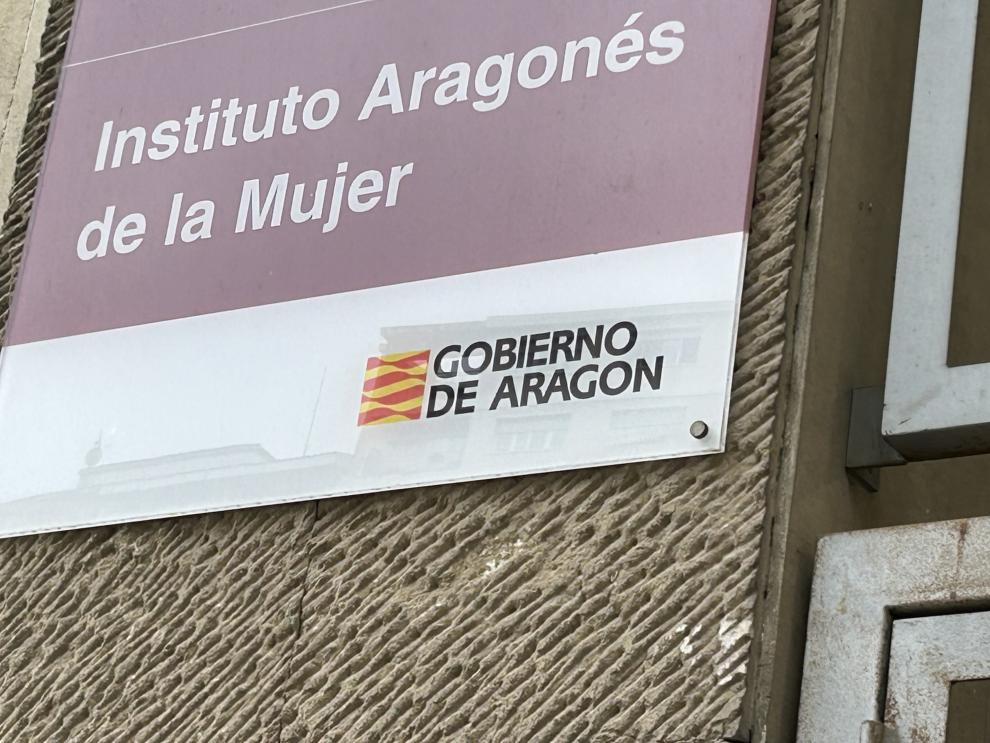 Instituto Aragonés
de la Mujer
GOBIERNO
DE ARAGON